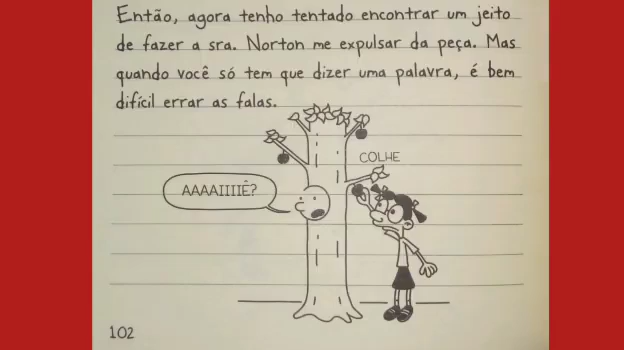 Então, agora tenho tentado encontrar um jeito
de fazer a sra. Norton me expulsar da peça. Mas
quando você só tem que dizer uma palavra, é bem
difícil errar as falas.
COLHE
AAAAIIIIÊ?
102